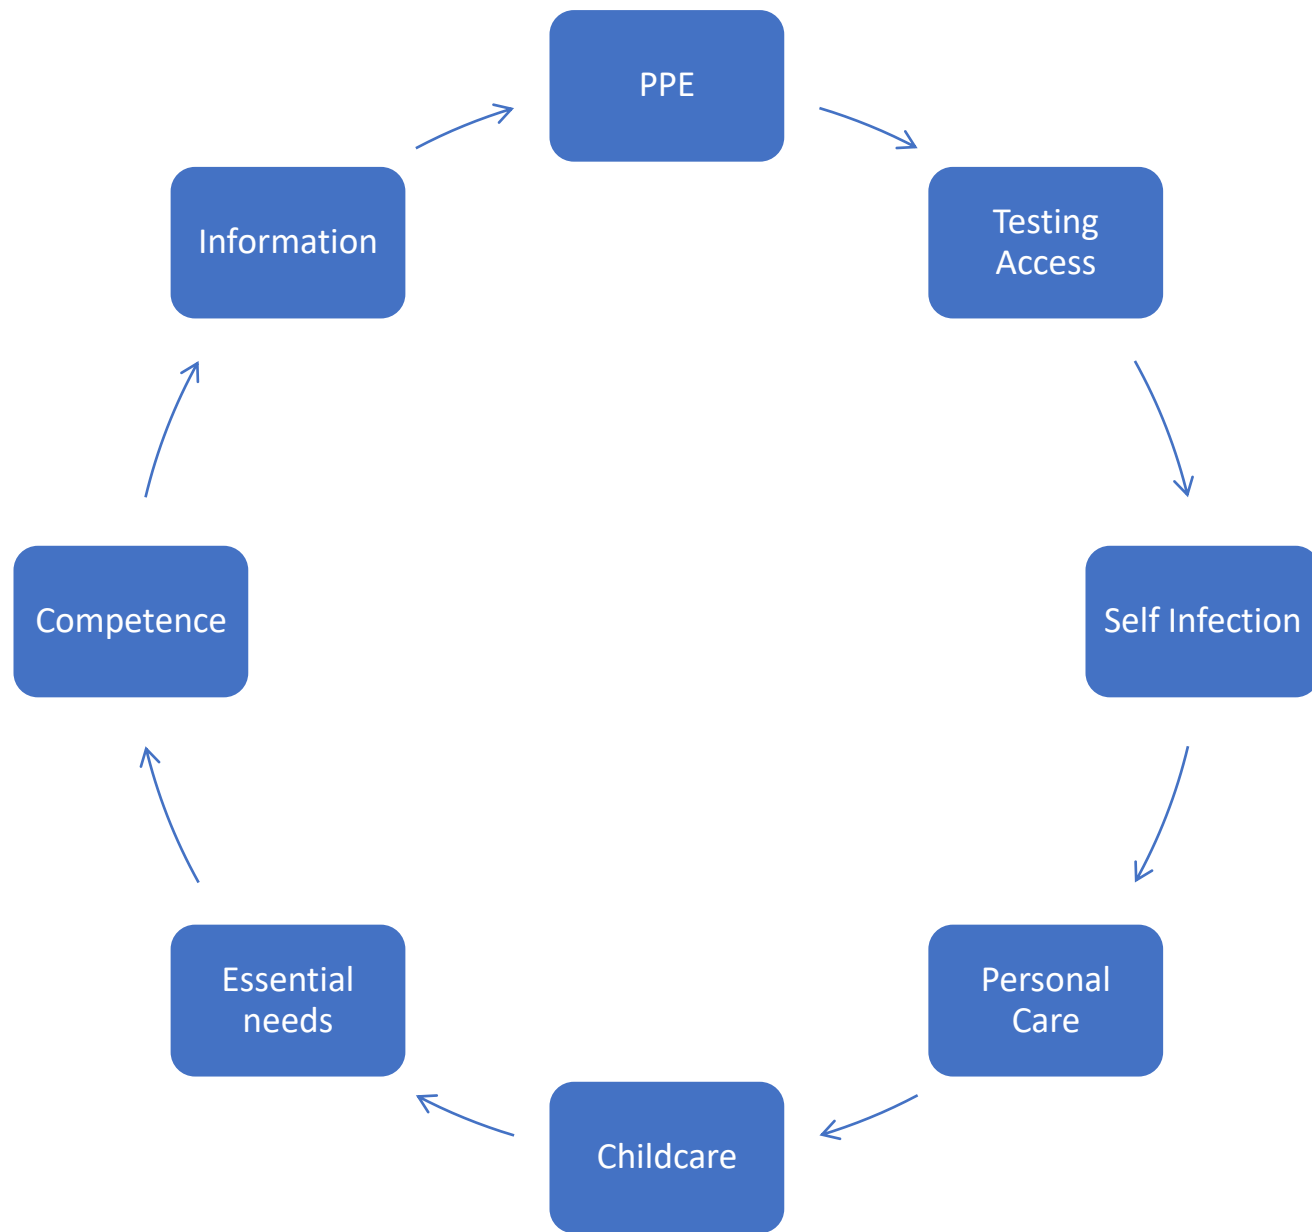 PPE
Testing
Access
Self Infection
Personal
Care
Childcare
Essential
needs
Competence
Information